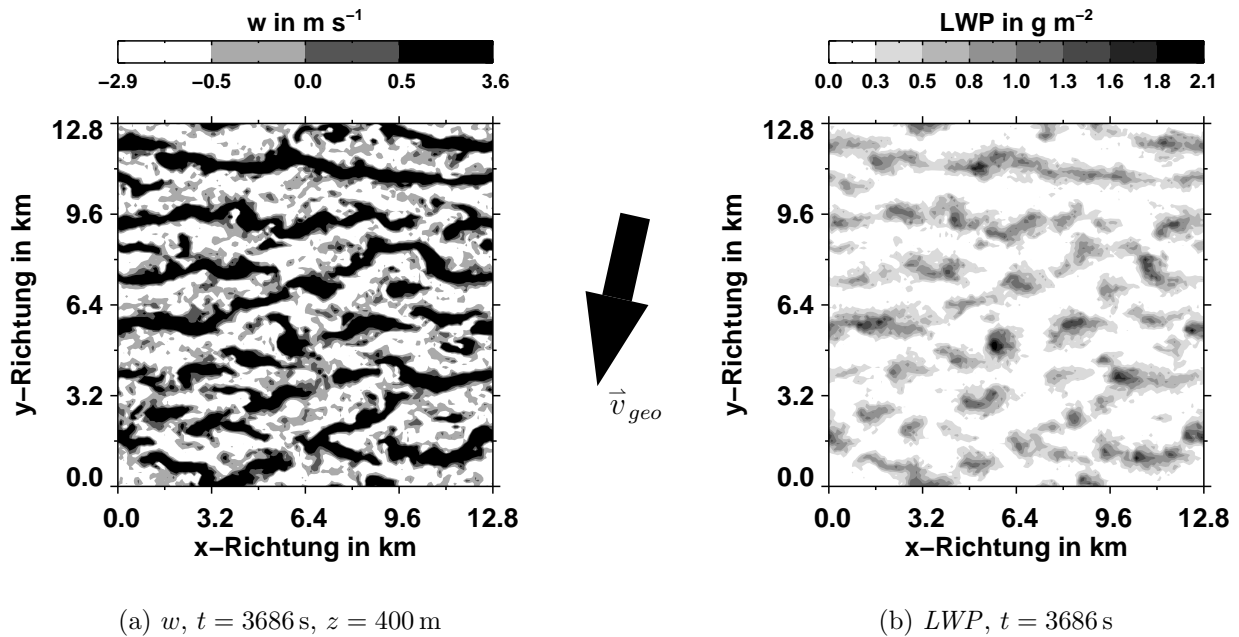 w in m s⁻¹
−2.9 −0.5 0.0 0.5 3.6
12.8
9.6
6.4
3.2
0.0
y−Richtung in km
0.0 3.2 6.4 9.6 12.8
x−Richtung in km
(a) w, t = 3686 s, z = 400 m
v⃗ geo
LWP in g m⁻²
0.0 0.3 0.5 0.8 1.0 1.3 1.6 1.8 2.1
12.8
9.6
6.4
3.2
0.0
y−Richtung in km
0.0 3.2 6.4 9.6 12.8
x−Richtung in km
(b) LWP, t = 3686 s